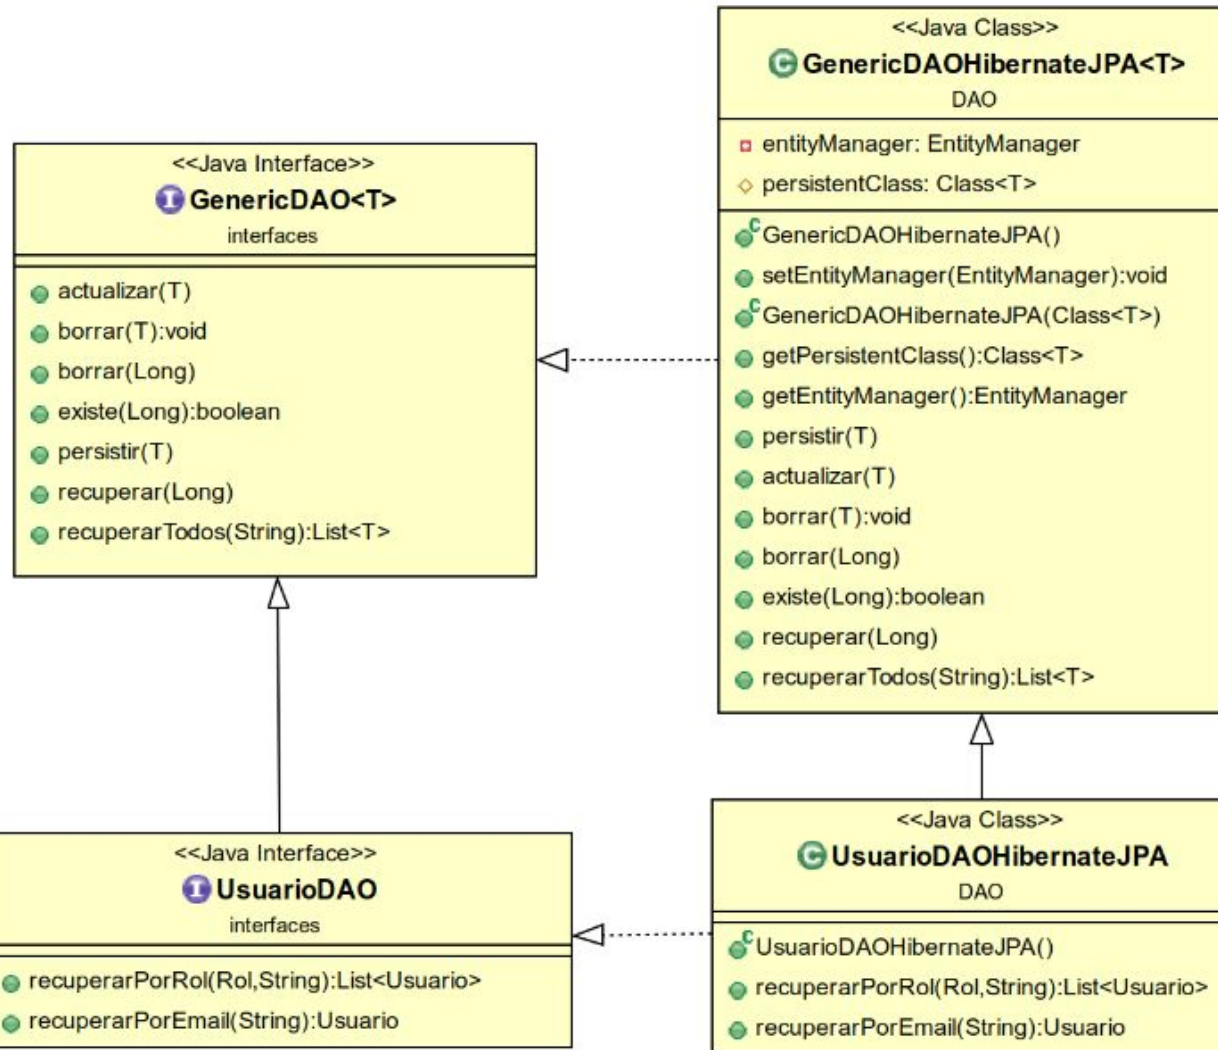 <<Java Class>>
GenericDAOHibernateJPA<T>
DAO
entityManager: EntityManager
persistentClass: Class<T>
GenericDAOHibernateJPA()
setEntityManager(EntityManager):void
GenericDAOHibernateJPA(Class<T>)
getPersistentClass():Class<T>
getEntityManager():EntityManager
persistir(T)
actualizar(T)
borrar(T):void
borrar(Long)
existe(Long):boolean
recuperar(Long)
recuperarTodos(String):List<T>
<<Java Interface>>
GenericDAO<T>
interfaces
actualizar(T)
borrar(T):void
borrar(Long)
existe(Long):boolean
persistir(T)
recuperar(Long)
recuperarTodos(String):List<T>
<<Java Interface>>
UsuarioDAO
interfaces
recuperarPorRol(Rol,String):List<Usuario>
recuperarPorEmail(String):Usuario
<<Java Class>>
UsuarioDAOHibernateJPA
DAO
UsuarioDAOHibernateJPA()
recuperarPorRol(Rol,String):List<Usuario>
recuperarPorEmail(String):Usuario